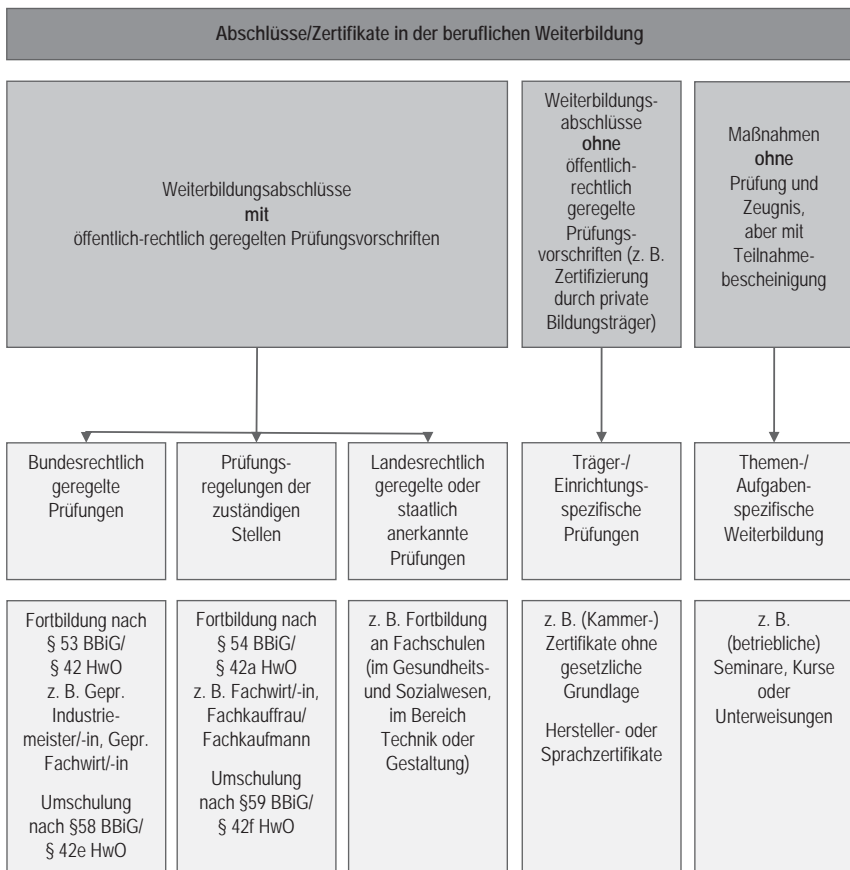 Abschlüsse/Zertifikate in der beruflichen Weiterbildung
Weiterbildungsabschlüsse
mit
öffentlich-rechtlich geregelten Prüfungsvorschriften
Weiterbildungs-
abschlüsse
ohne
öffentlich-
rechtlich
geregelte
Prüfungs-
vorschriften (z. B.
Zertifizierung
durch private
Bildungsträger)
Maßnahmen
ohne
Prüfung und
Zeugnis,
aber mit
Teilnahme-
bescheinigung
Bundesrechtlich
geregelte
Prüfungen
Prüfungs-
regelungen der
zuständigen
Stellen
Landesrechtlich
geregelte oder
staatlich
anerkannte
Prüfungen
Träger-/
Einrichtungs-
spezifische
Prüfungen
Themen-/
Aufgaben-
spezifische
Weiterbildung
Fortbildung nach
§ 53 BBiG/
§ 42 HwO
z. B. Gepr.
Industrie-
meister/-in, Gepr.
Fachwirt/-in
Umschulung
nach §58 BBiG/
§ 42e HwO
Fortbildung nach
§ 54 BBiG/
§ 42a HwO
z. B. Fachwirt/-in,
Fachkauffrau/
Fachkaufmann
Umschulung
nach §59 BBiG/
§ 42f HwO
z. B. Fortbildung
an Fachschulen
(im Gesundheits-
und Sozialwesen,
im Bereich
Technik oder
Gestaltung)
z. B. (Kammer-)
Zertifikate ohne
gesetzliche
Grundlage
Hersteller- oder
Sprachzertifikate
z. B.
(betriebliche)
Seminare, Kurse
oder
Unterweisungen